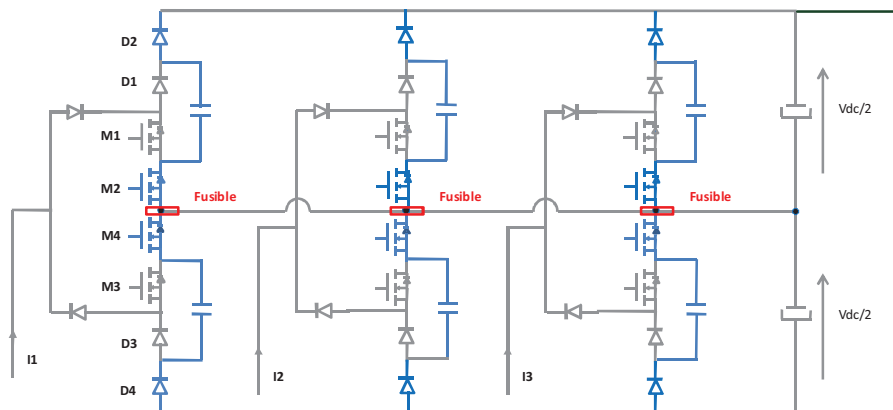 D2
D1
M1
M2
Fusible
Fusible
Fusible
M4
M3
D3
D4
I1
I2
I3
Vdc/2
Vdc/2